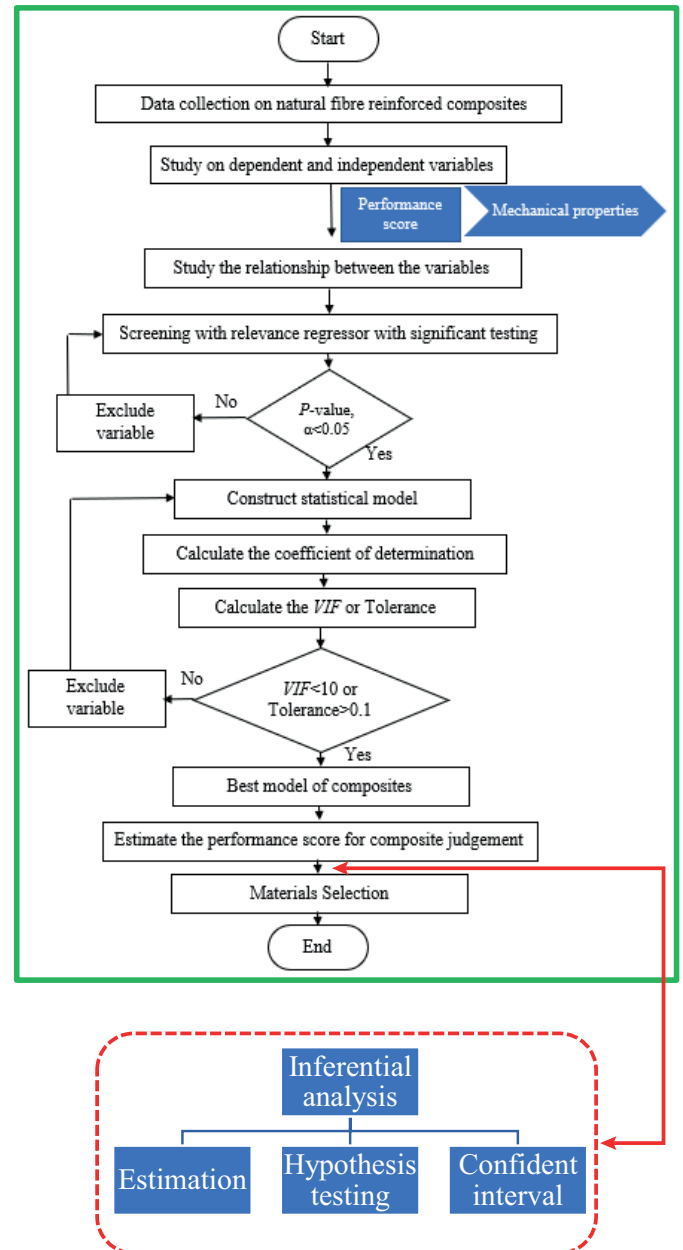 Start
Data collection on natural fibre reinforced composites
Study on dependent and independent variables
Performance
score
Mechanical properties
Study the relationship between the variables
Screening with relevance regressor with significant testing
Exclude
variable
No
P-value,
α<0.05
Yes
Construct statistical model
Calculate the coefficient of determination
Calculate the VIF or Tolerance
Exclude
variable
No
VIF<10 or
Tolerance>0.1
Yes
Best model of composites
Estimate the performance score for composite judgement
Materials Selection
End
Inferential
analysis
Estimation
Hypothesis
testing
Confident
interval